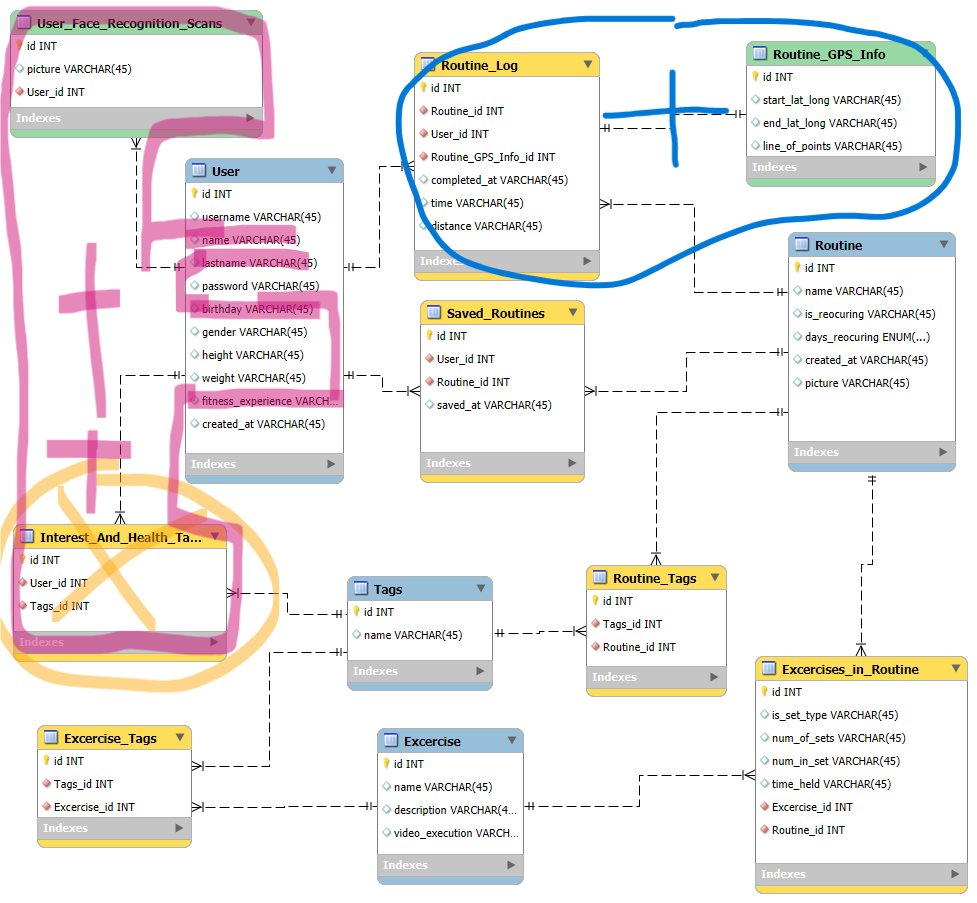 User_Face_Recognition_Scans
id INT
picture VARCHAR(45)
User_id INT
Indexes
User
id INT
username VARCHAR(45)
name VARCHAR(45)
lastname VARCHAR(45)
password VARCHAR(45)
birthday VARCHAR(45)
gender VARCHAR(45)
height VARCHAR(45)
weight VARCHAR(45)
fitness_experience VARCH...
created_at VARCHAR(45)
Indexes
Routine_Log
id INT
Routine_id INT
User_id INT
Routine_GPS_Info_id INT
completed_at VARCHAR(45)
time VARCHAR(45)
distance VARCHAR(45)
Indexes
Routine_GPS_Info
id INT
start_lat_long VARCHAR(45)
end_lat_long VARCHAR(45)
line_of_points VARCHAR(45)
Indexes
Saved_Routines
id INT
User_id INT
Routine_id INT
saved_at VARCHAR(45)
Indexes
Routine
id INT
name VARCHAR(45)
is_reocuring VARCHAR(45)
days_reocuring ENUM(...)
created_at VARCHAR(45)
picture VARCHAR(45)
Indexes
Interest_And_Health_Ta...
id INT
User_id INT
Tags_id INT
Indexes
Tags
id INT
name VARCHAR(45)
Indexes
Routine_Tags
id INT
Tags_id INT
Routine_id INT
Indexes
Excercise_Tags
id INT
Tags_id INT
Excercise_id INT
Indexes
Excercise
id INT
name VARCHAR(45)
description VARCHAR(4...
video_execution VARCH...
Indexes
Excercises_in_Routine
id INT
is_set_type VARCHAR(45)
num_of_sets VARCHAR(45)
num_in_set VARCHAR(45)
time_held VARCHAR(45)
Excercise_id INT
Routine_id INT
Indexes